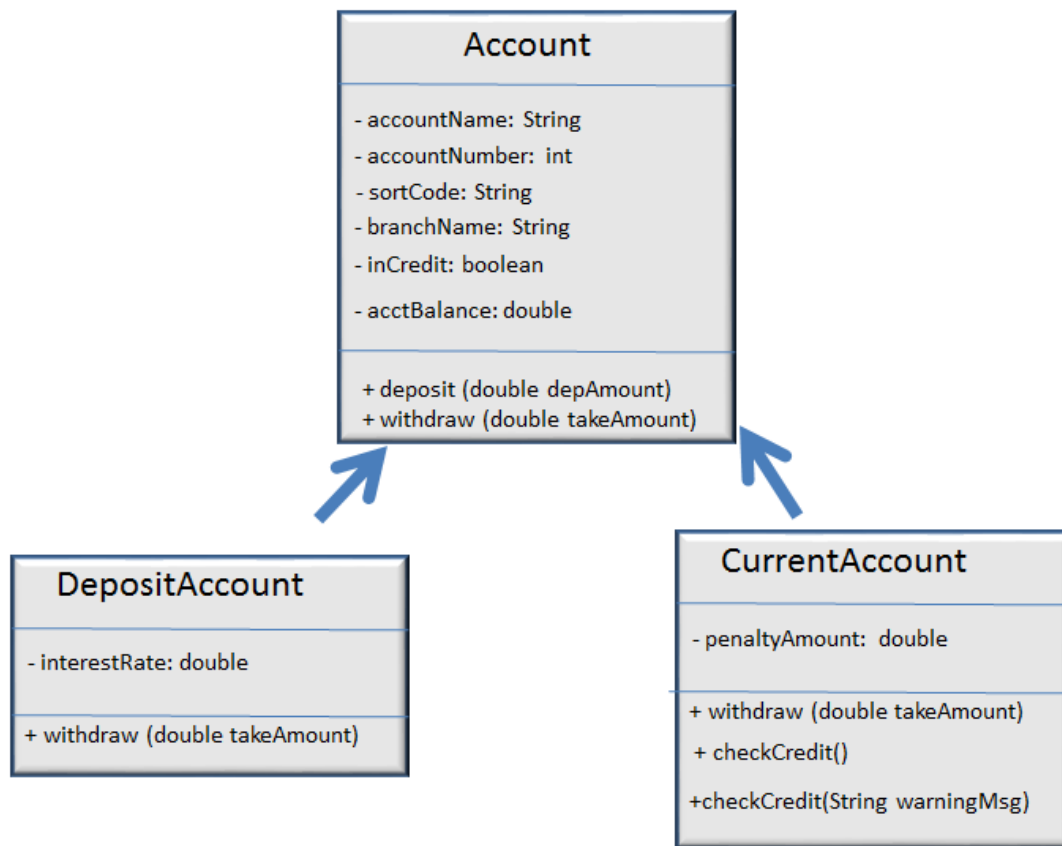 Account
- accountName: String
- accountNumber: int
- sortCode: String
- branchName: String
- inCredit: boolean
- acctBalance: double
+ deposit (double depAmount)
+ withdraw (double takeAmount)
DepositAccount
- interestRate: double
+ withdraw (double takeAmount)
CurrentAccount
- penaltyAmount: double
+ withdraw (double takeAmount)
+ checkCredit()
+checkCredit(String warningMsg)